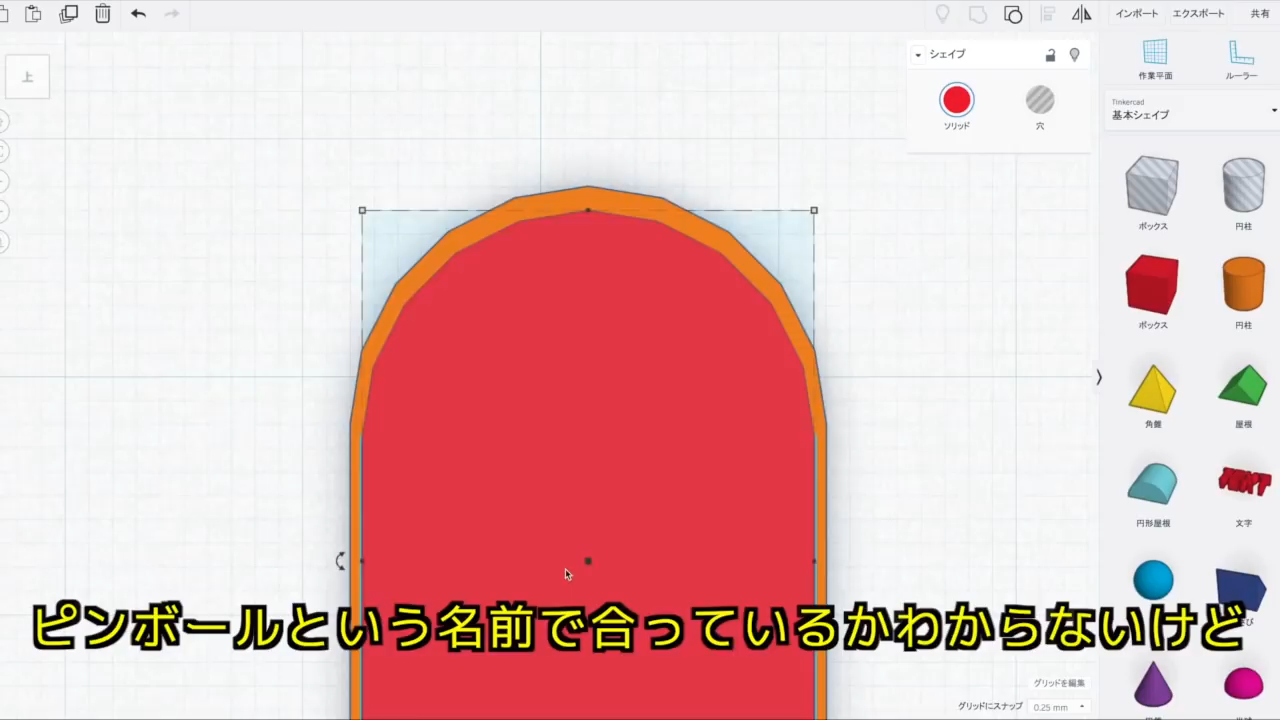 インポート
エクスポート
共有
上
シェイプ
ソリッド
穴
作業平面
ルーラー
Tinkercad
基本シェイプ
ボックス
円柱
ボックス
円柱
角錐
屋根
円形屋根
文字
TEXT
ピンボールという名前で合っているかわからないけど
グリッドを編集
グリッドにスナップ
0.25 mm